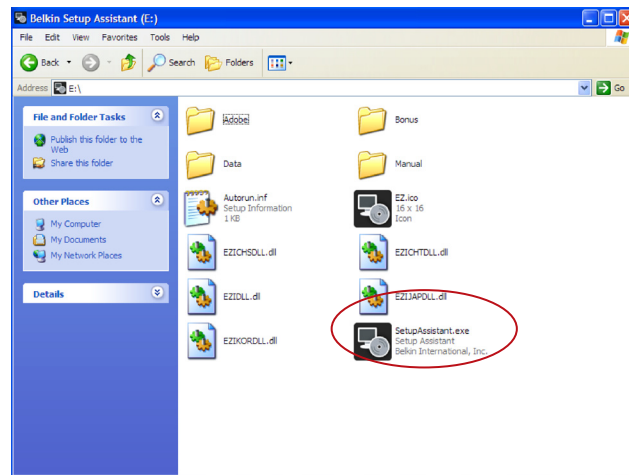 Belkin Setup Assistant (E:)
File Edit View Favorites Tools Help
Back Search Folders
Address E:\ Go
File and Folder Tasks
Publish this folder to the
Web
Share this folder
Other Places
My Computer
My Documents
My Network Places
Details
Adobe
Bonus
Data
Manual
Autorun.inf
Setup Information
1 KB
EZ.ico
16 x 16
Icon
EZICHSDLL.dll
EZICHTDLL.dll
EZIDLL.dll
EZIJAPDLL.dll
EZIKORDLL.dll
SetupAssistant.exe
Setup Assistant
Belkin International, Inc.